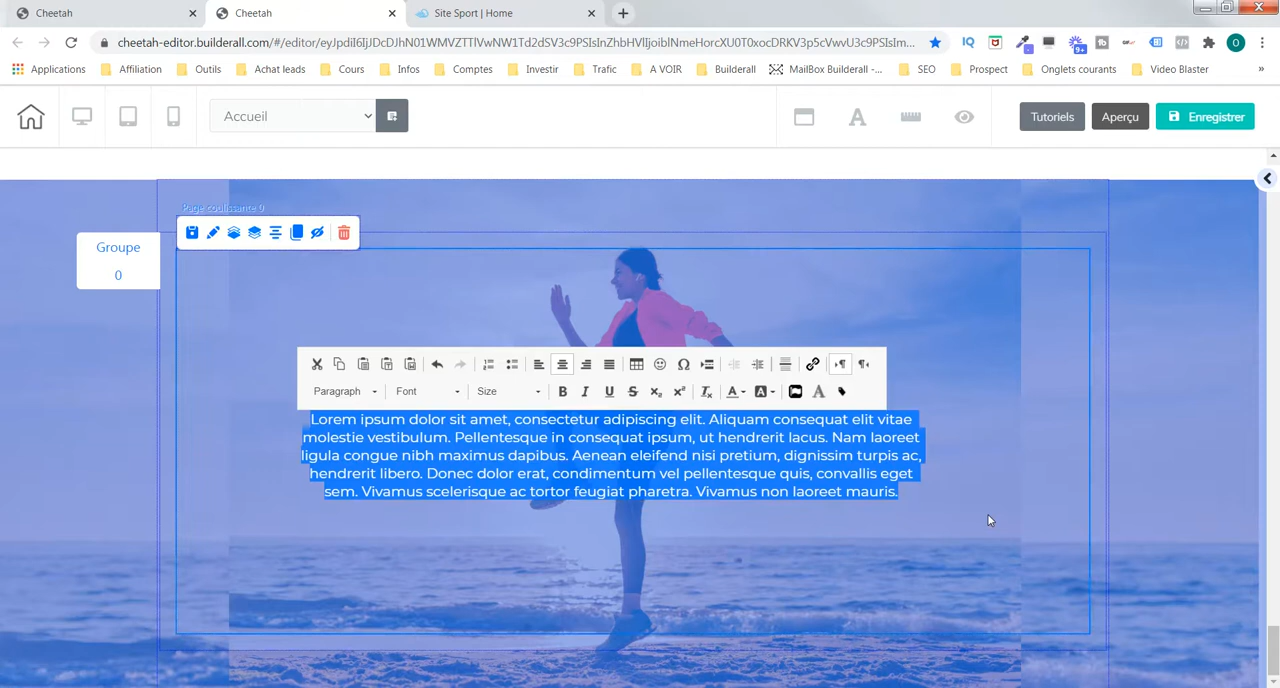 Cheetah
Cheetah
Site Sport | Home
cheetah-editor.builderall.com/#/editor/eyJpdiI6IjJDcDJhN01WMVZTTlVwNW1Td2dSV3c9PSIsInZhbHVlIjoiblNmeHorcXU0T0xocDRKV3p5cVwvU3c9PSIsIm...
Applications
Affiliation
Outils
Achat leads
Cours
Infos
Comptes
Investir
Trafic
A VOIR
Builderall
MailBox Builderall -...
SEO
Prospect
Onglets courants
Video Blaster
»
Accueil
Tutoriels
Aperçu
Enregistrer
Page coulissante 0
Groupe
0
Paragraph
Font
Size
Lorem ipsum dolor sit amet, consectetur adipiscing elit. Aliquam consequat elit vitae
molestie vestibulum. Pellentesque in consequat ipsum, ut hendrerit lacus. Nam laoreet
ligula congue nibh maximus dapibus. Aenean eleifend nisi pretium, dignissim turpis ac,
hendrerit libero. Donec dolor erat, condimentum vel pellentesque quis, convallis eget
sem. Vivamus scelerisque ac tortor feugiat pharetra. Vivamus non laoreet mauris.